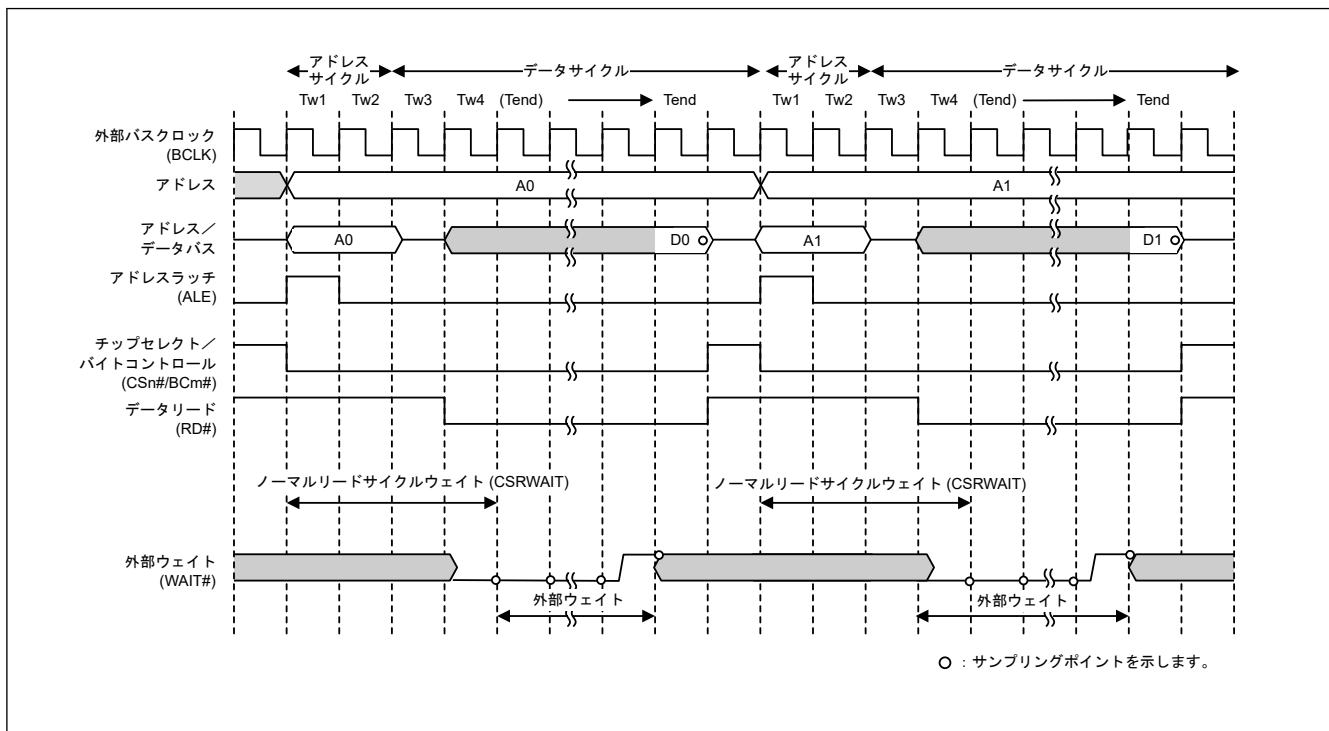 アドレス
サイクル
データサイクル
アドレス
サイクル
データサイクル
Tw1 Tw2 Tw3 Tw4 (Tend) Tend Tw1 Tw2 Tw3 Tw4 (Tend) Tend
外部バスクロック
(BCLK)
アドレス
A0
A1
アドレス／
データバス
A0
D0
A1
D1
アドレスラッチ
(ALE)
チップセレクト／
バイトコントロール
(CSn#/BCm#)
データリード
(RD#)
ノーマルリードサイクルウェイト (CSRWAIT)
ノーマルリードサイクルウェイト (CSRWAIT)
外部ウェイト
(WAIT#)
外部ウェイト
外部ウェイト
：サンプリングポイントを示します。